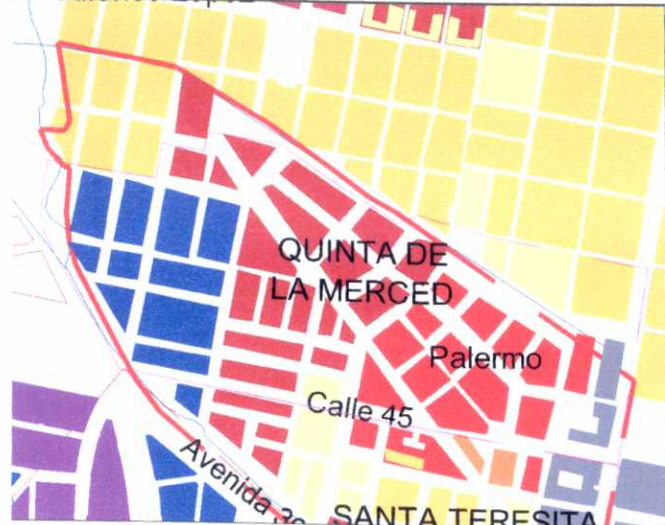 QUINTA DE
LA MERCED
Palermo
Calle 45
Avenida
SANTA TERESITA